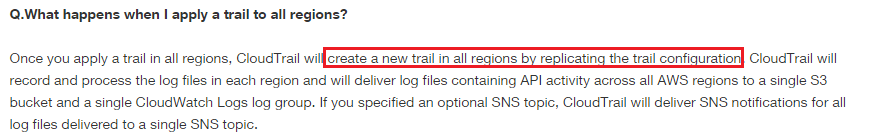 Q.What happens when I apply a trail to all regions?
Once you apply a trail in all regions, CloudTrail will create a new trail in all regions by replicating the trail configuration. CloudTrail will
record and process the log files in each region and will deliver log files containing API activity across all AWS regions to a single S3
bucket and a single CloudWatch Logs log group. If you specified an optional SNS topic, CloudTrail will deliver SNS notifications for all
log files delivered to a single SNS topic.